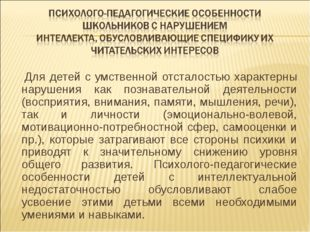 ПСИХОЛОГО-ПЕДАГОГИЧЕСКИЕ ОСОБЕННОСТИ
ШКОЛЬНИКОВ С НАРУШЕНИЕМ
ИНТЕЛЛЕКТА, ОБУСЛОВЛИВАЮЩИЕ СПЕЦИФИКУ ИХ
ЧИТАТЕЛЬСКИХ ИНТЕРЕСОВ
Для детей с умственной отсталостью характерны
нарушения как познавательной деятельности
(восприятия, внимания, памяти, мышления, речи),
так и личности (эмоционально-волевой,
мотивационно-потребностной сфер, самооценки и
пр.), которые затрагивают все стороны психики и
приводят к значительному снижению уровня
общего развития. Психолого-педагогические
особенности детей с интеллектуальной
недостаточностью обусловливают слабое
усвоение этими детьми всеми необходимыми
умениями и навыками.